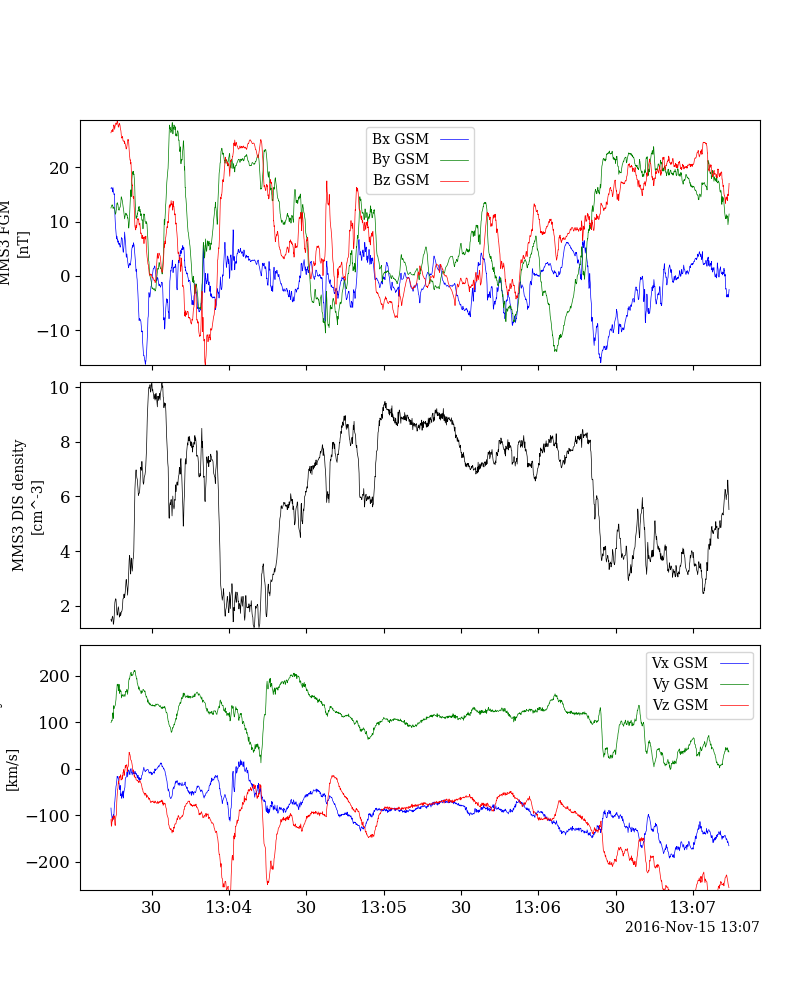 MMS3 FGM
[nT]
20
10
0
−10
Bx GSM
By GSM
Bz GSM
MMS3 DIS density
[cm^-3]
10
8
6
4
2
[km/s]
200
100
0
−100
−200
Vx GSM
Vy GSM
Vz GSM
30
13:04
30
13:05
30
13:06
30
13:07
2016-Nov-15 13:07